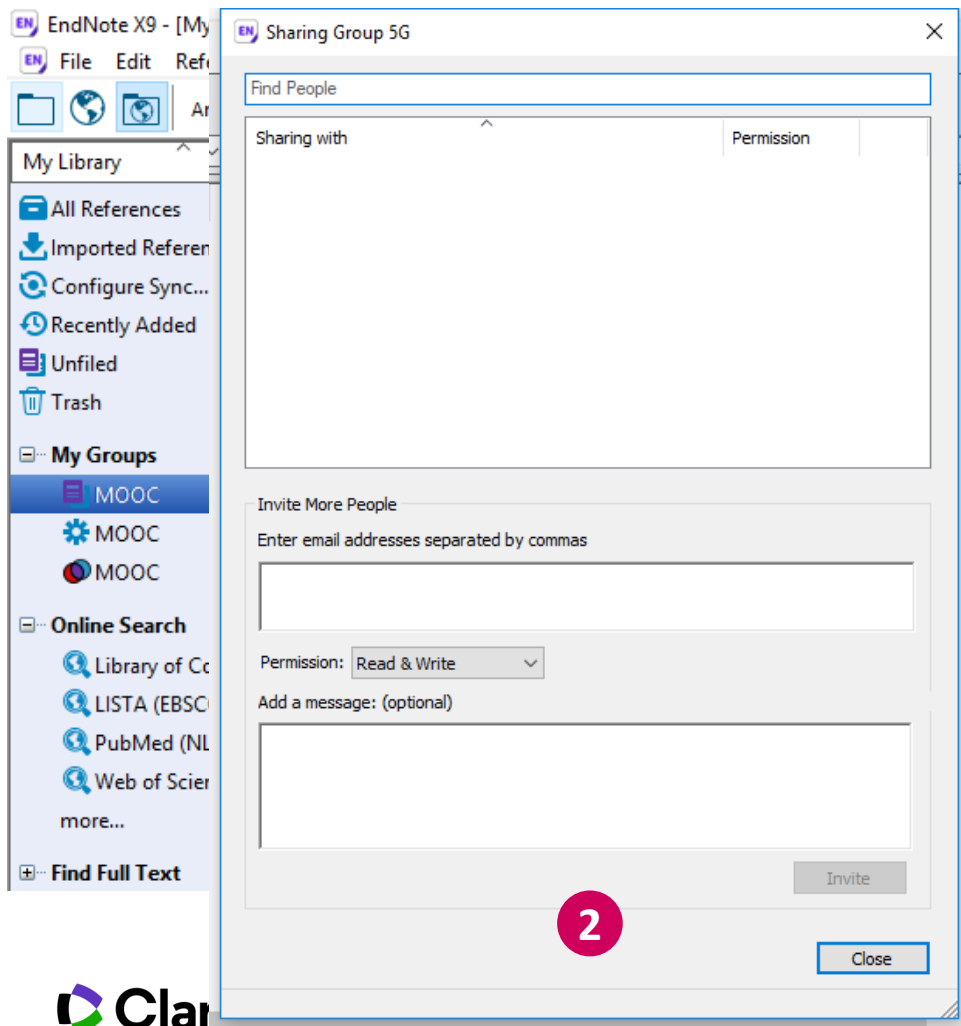 EndNote X9 - [My
File Edit Refe
Ar
My Library
All References
Imported Referen
Configure Sync...
Recently Added
Unfiled
Trash
My Groups
MOOC
MOOC
MOOC
Online Search
Library of Co
LISTA (EBSC
PubMed (NL
Web of Scien
more...
Find Full Text
Clar
Sharing Group 5G
Find People
Sharing with Permission
Invite More People
Enter email addresses separated by commas
Permission: Read & Write
Add a message: (optional)
Invite
2
Close